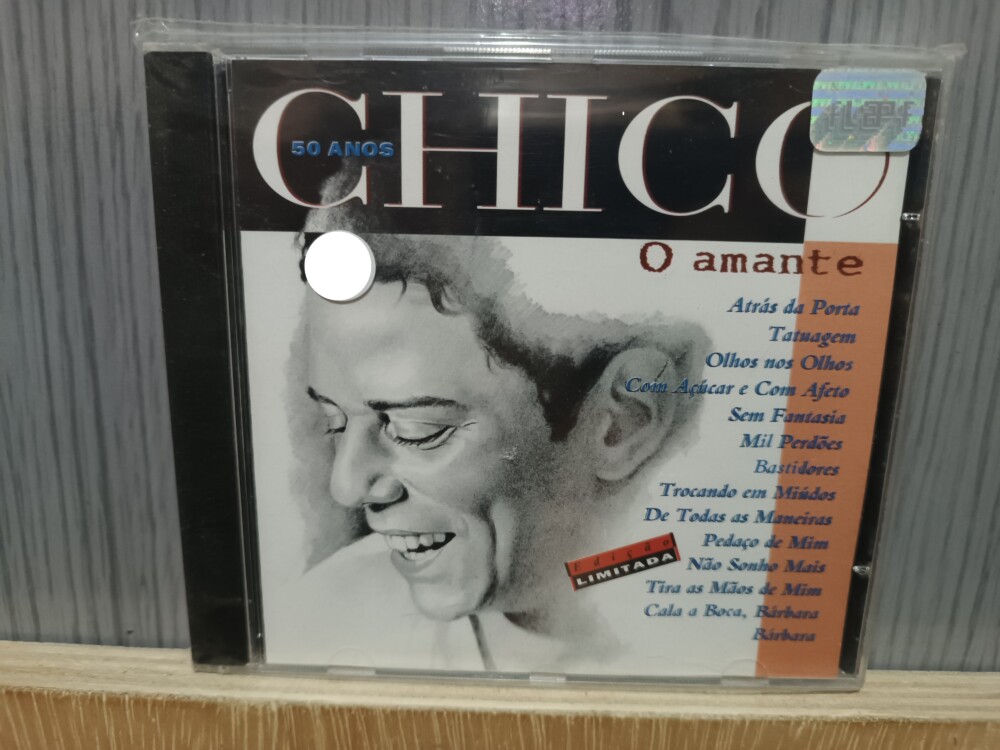 CHICO
50 ANOS
O amante
Atrás da Porta
Tatuagem
Olhos nos Olhos
Com Açúcar e Com Afeto
Sem Fantasia
Mil Perdões
Bastidores
Trocando em Miúdos
De Todas as Maneiras
Pedaço de Mim
Não Sonho Mais
Tira as Mãos de Mim
Cala a Boca, Bárbara
Bárbara
Edição
LIMITADA